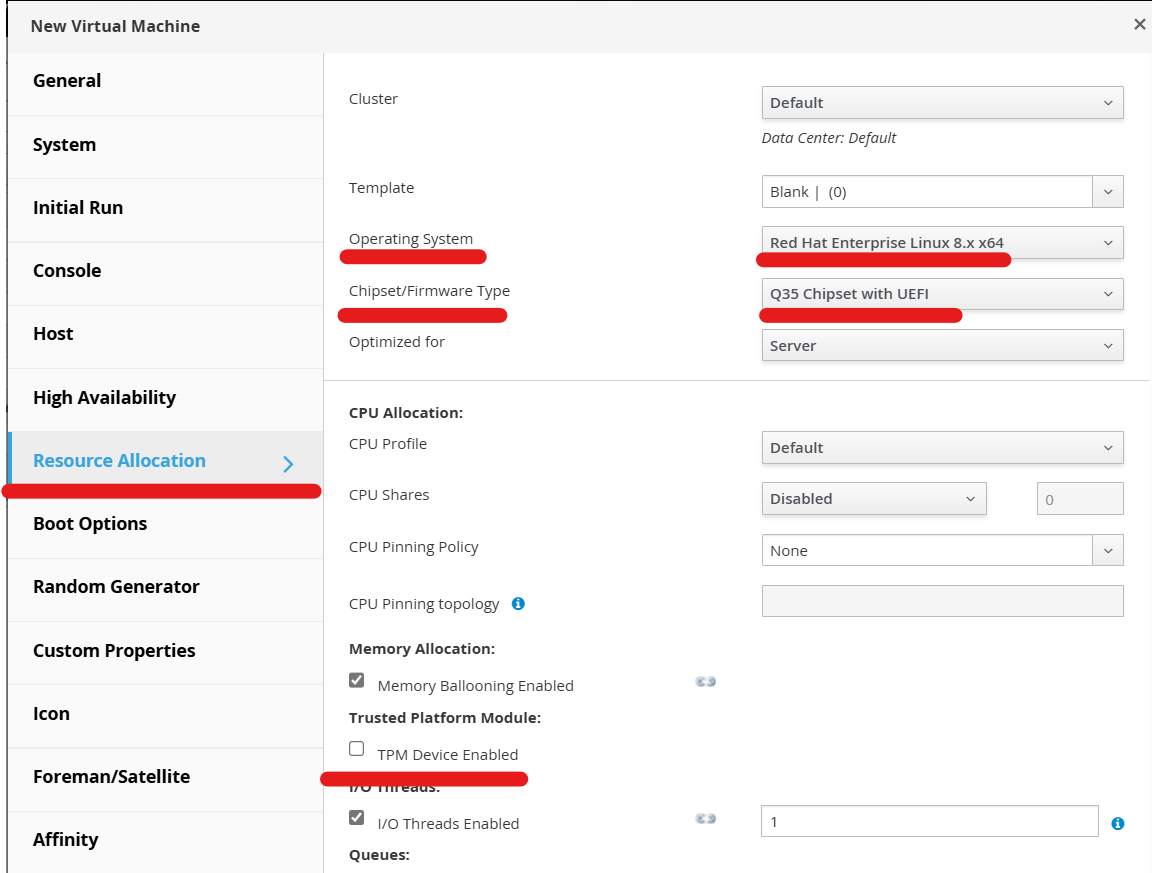 New Virtual Machine
×
General
System
Initial Run
Console
Host
High Availability
Resource Allocation
Boot Options
Random Generator
Custom Properties
Icon
Foreman/Satellite
Affinity
Cluster
Default
Data Center: Default
Template
Blank | (0)
Operating System
Red Hat Enterprise Linux 8.x x64
Chipset/Firmware Type
Q35 Chipset with UEFI
Optimized for
Server
CPU Allocation:
CPU Profile
Default
CPU Shares
Disabled
0
CPU Pinning Policy
None
CPU Pinning topology
Memory Allocation:
Memory Ballooning Enabled
Trusted Platform Module:
TPM Device Enabled
I/O Threads:
I/O Threads Enabled
1
Queues: